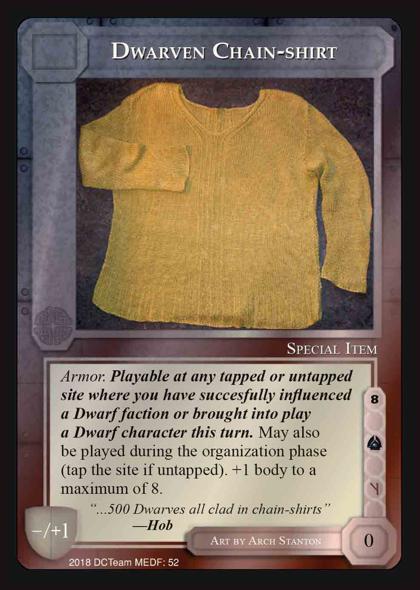 DWARVEN CHAIN-SHIRT
SPECIAL ITEM
Armor. Playable at any tapped or untapped
site where you have succesfully influenced
a Dwarf faction or brought into play
a Dwarf character this turn. May also
be played during the organization phase
(tap the site if untapped). +1 body to a
maximum of 8.
"...500 Dwarves all clad in chain-shirts"
—Hob
8
–/+1
ART BY ARCH STANTON
0
2018 DCTeam MEDF: 52